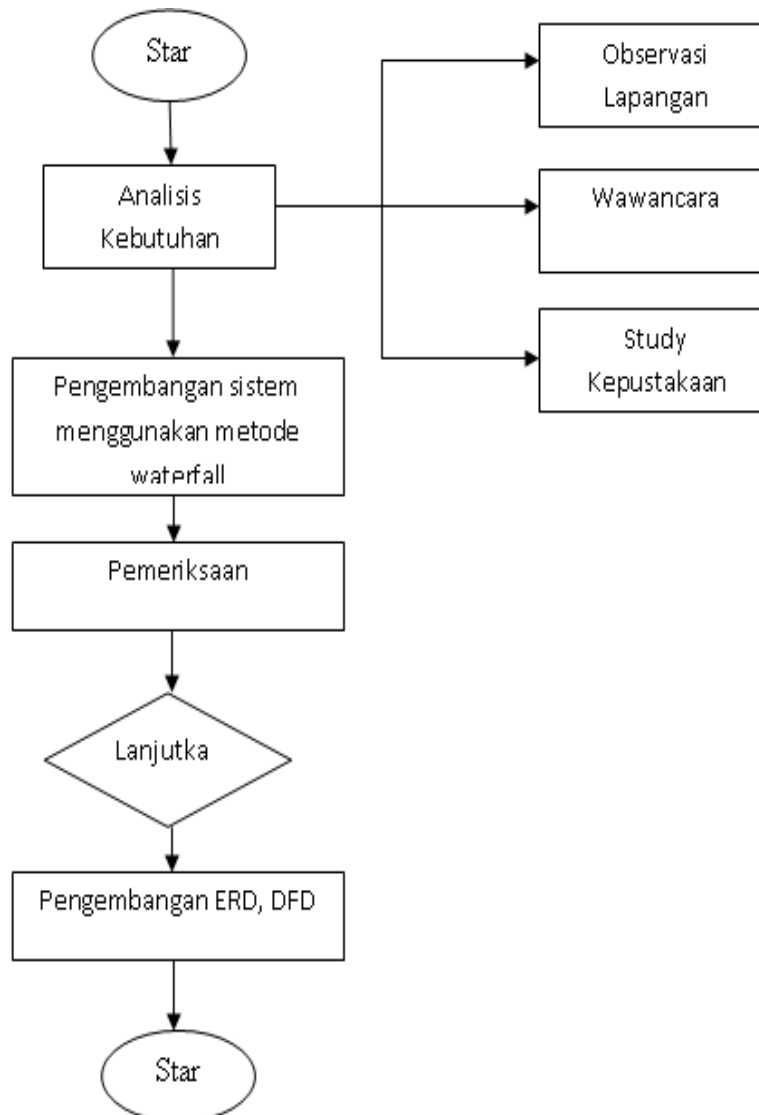 Star
Analisis
Kebutuhan
Observasi
Lapangan
Wawancara
Study
Kepustakaan
Pengembangan sistem
menggunakan metode
waterfall
Pemeriksaan
Lanjutka
Pengembangan ERD, DFD
Star